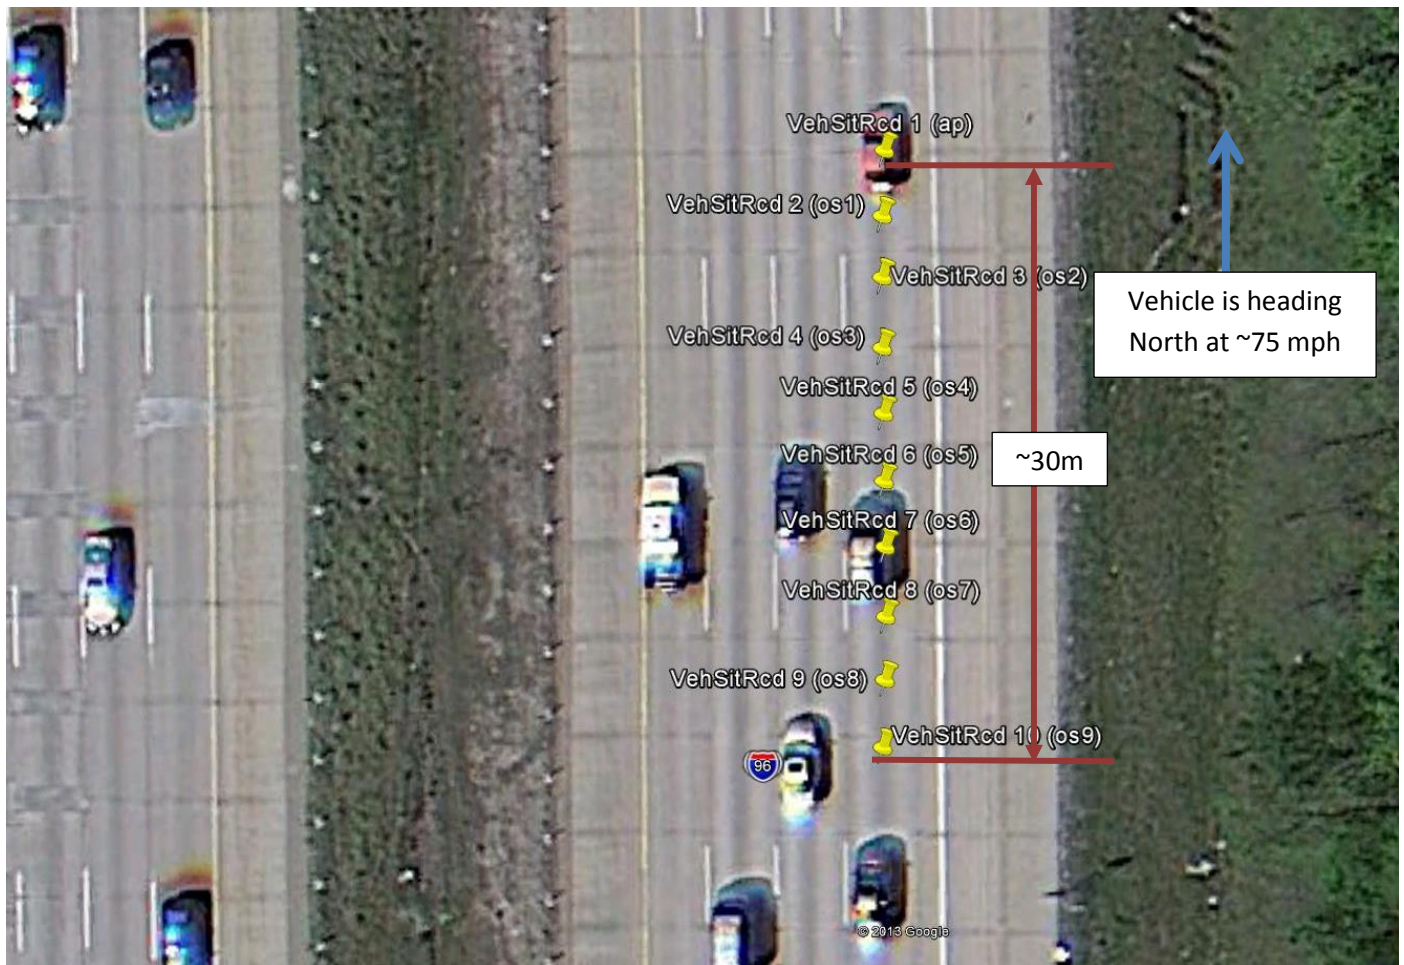 VehSitRcd 1 (ap)
VehSitRcd 2 (os1)
VehSitRcd 3 (os2)
Vehicle is heading
North at ~75 mph
VehSitRcd 4 (os3)
VehSitRcd 5 (os4)
VehSitRcd 6 (os5)
~30m
VehSitRcd 7 (os6)
VehSitRcd 8 (os7)
VehSitRcd 9 (os8)
VehSitRcd 10 (os9)
96
© 2013 Google